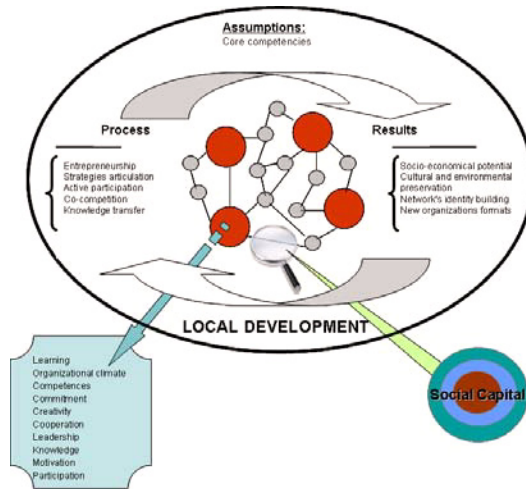 Assumptions:
Core competencies
Process
Results
Entrepreneurship
Strategies articulation
Active participation
Co-competition
Knowledge transfer
Socio-economical potential
Cultural and environmental
preservation
Network's identity building
New organizations formats
LOCAL DEVELOPMENT
Learning
Organizational climate
Competences
Commitment
Creativity
Cooperation
Leadership
Knowledge
Motivation
Participation
Social Capital